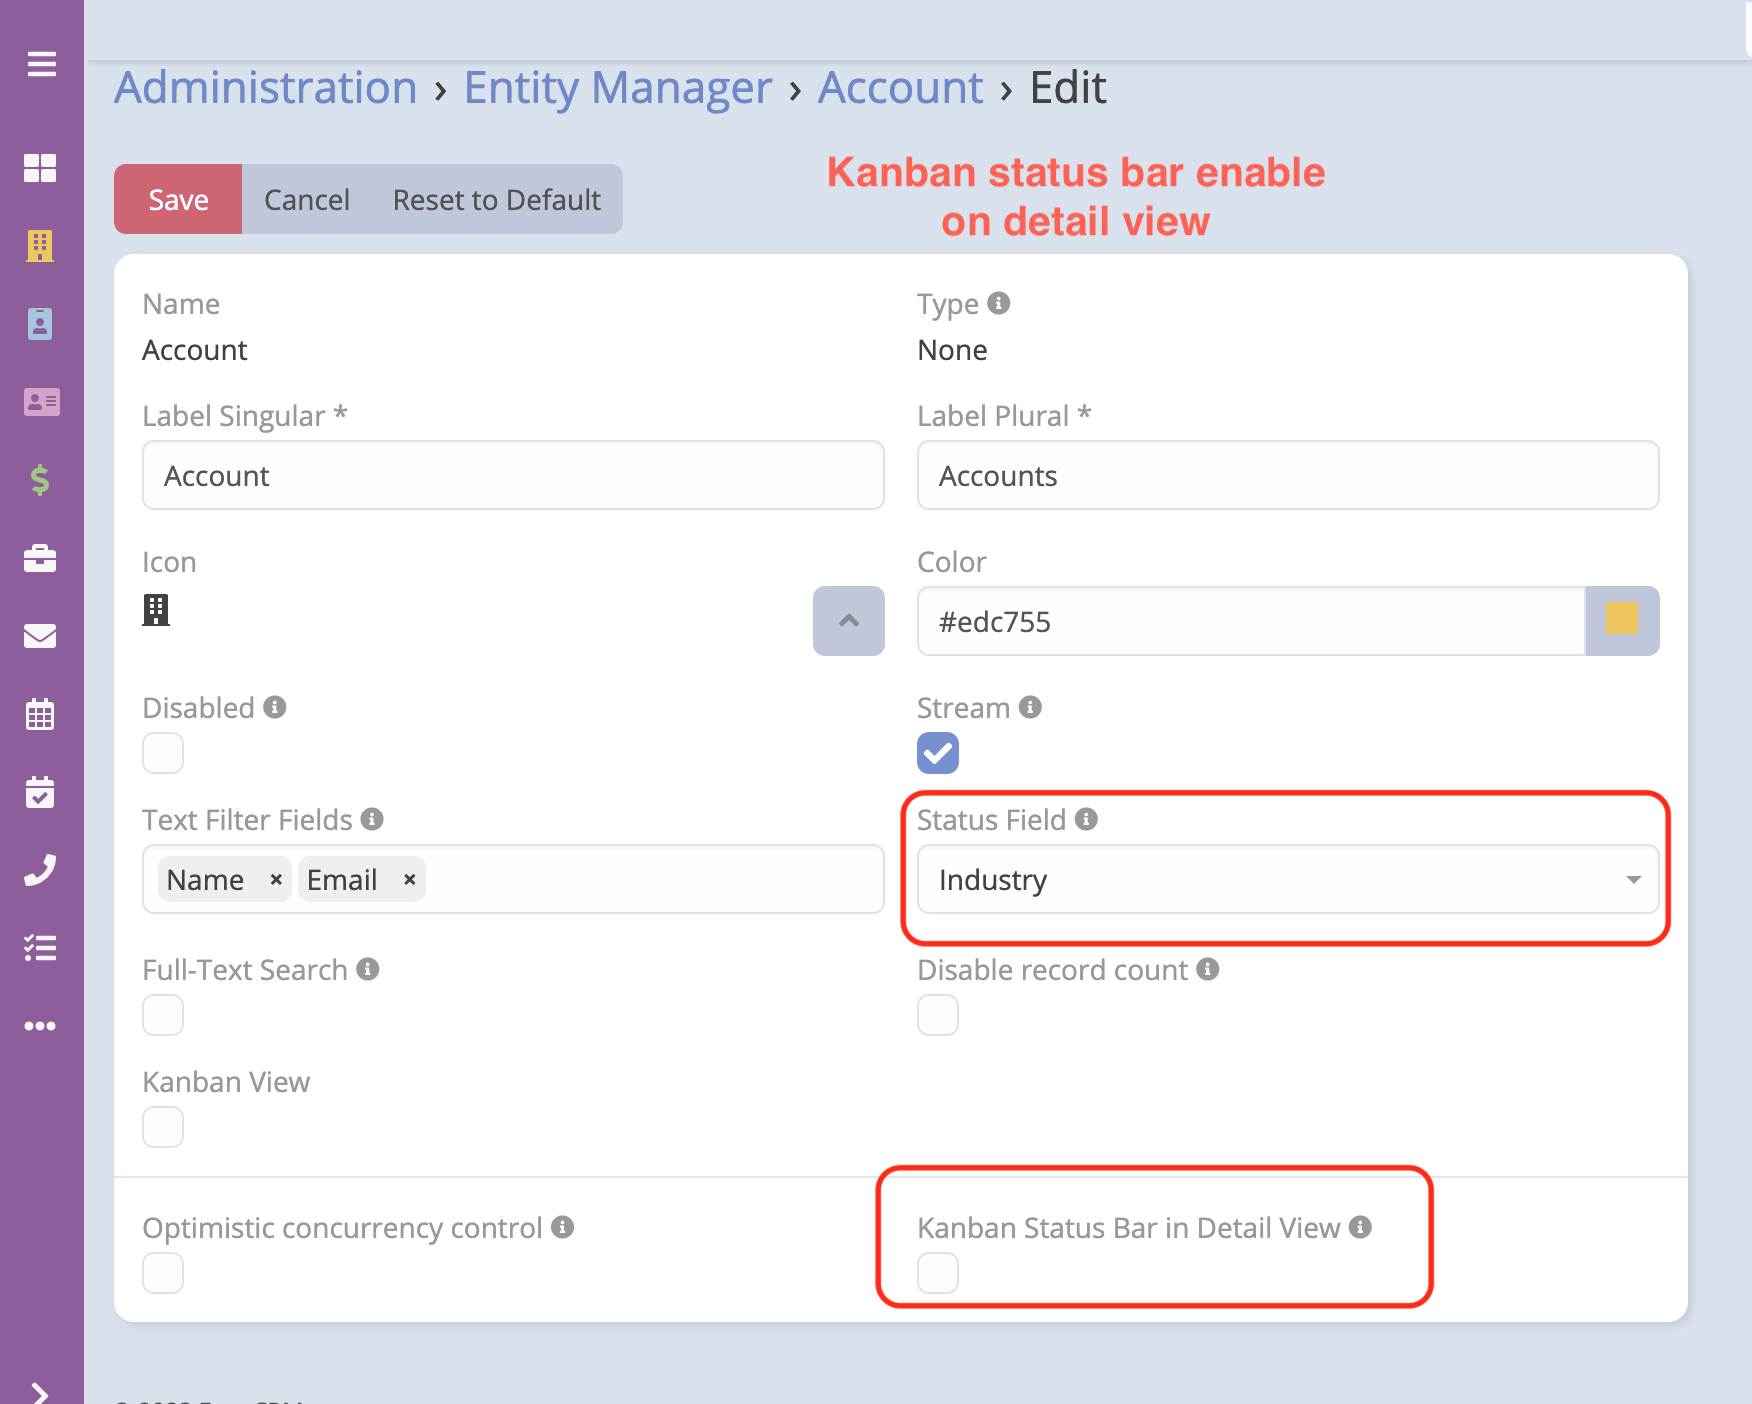 Administration › Entity Manager › Account › Edit
Kanban status bar enable
on detail view
Save Cancel Reset to Default
Name
Account
Type
None
Label Singular *
Account
Label Plural *
Accounts
Icon
Color
#edc755
Disabled
Stream
Text Filter Fields
Name × Email ×
Status Field
Industry
Full-Text Search
Disable record count
Kanban View
Optimistic concurrency control
Kanban Status Bar in Detail View